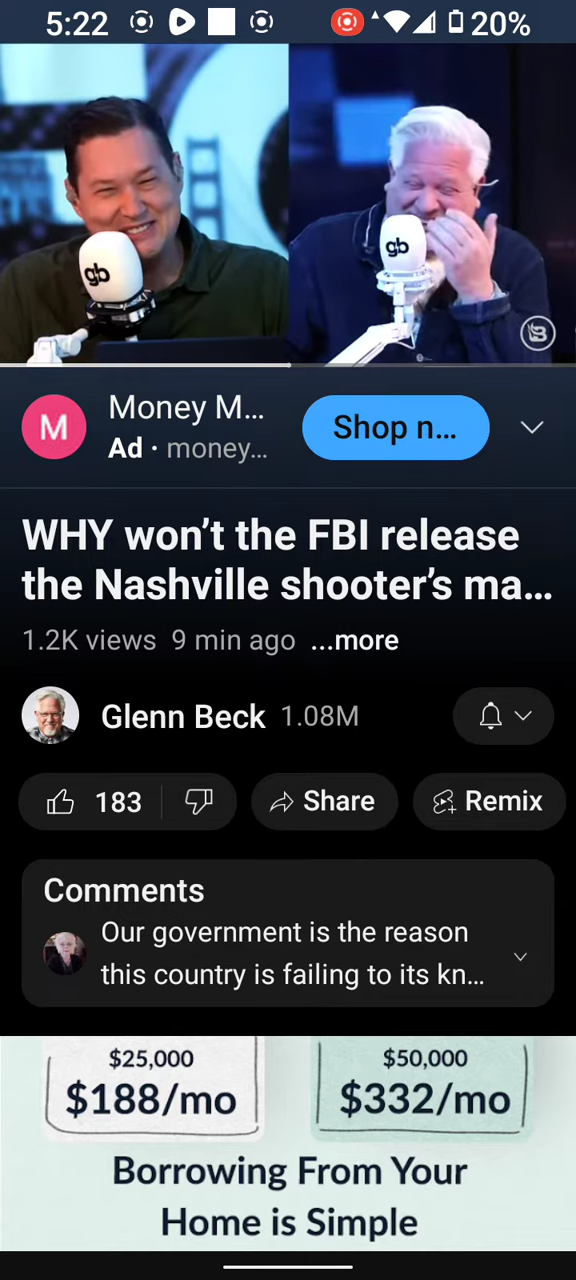 5:22
20%
gb
gb
B
M
Money M...
Ad · money...
Shop n...
WHY won’t the FBI release
the Nashville shooter’s ma...
1.2K views 9 min ago ...more
Glenn Beck 1.08M
183
Share
Remix
Comments
Our government is the reason
this country is failing to its kn...
$25,000
$188/mo
$50,000
$332/mo
Borrowing From Your
Home is Simple